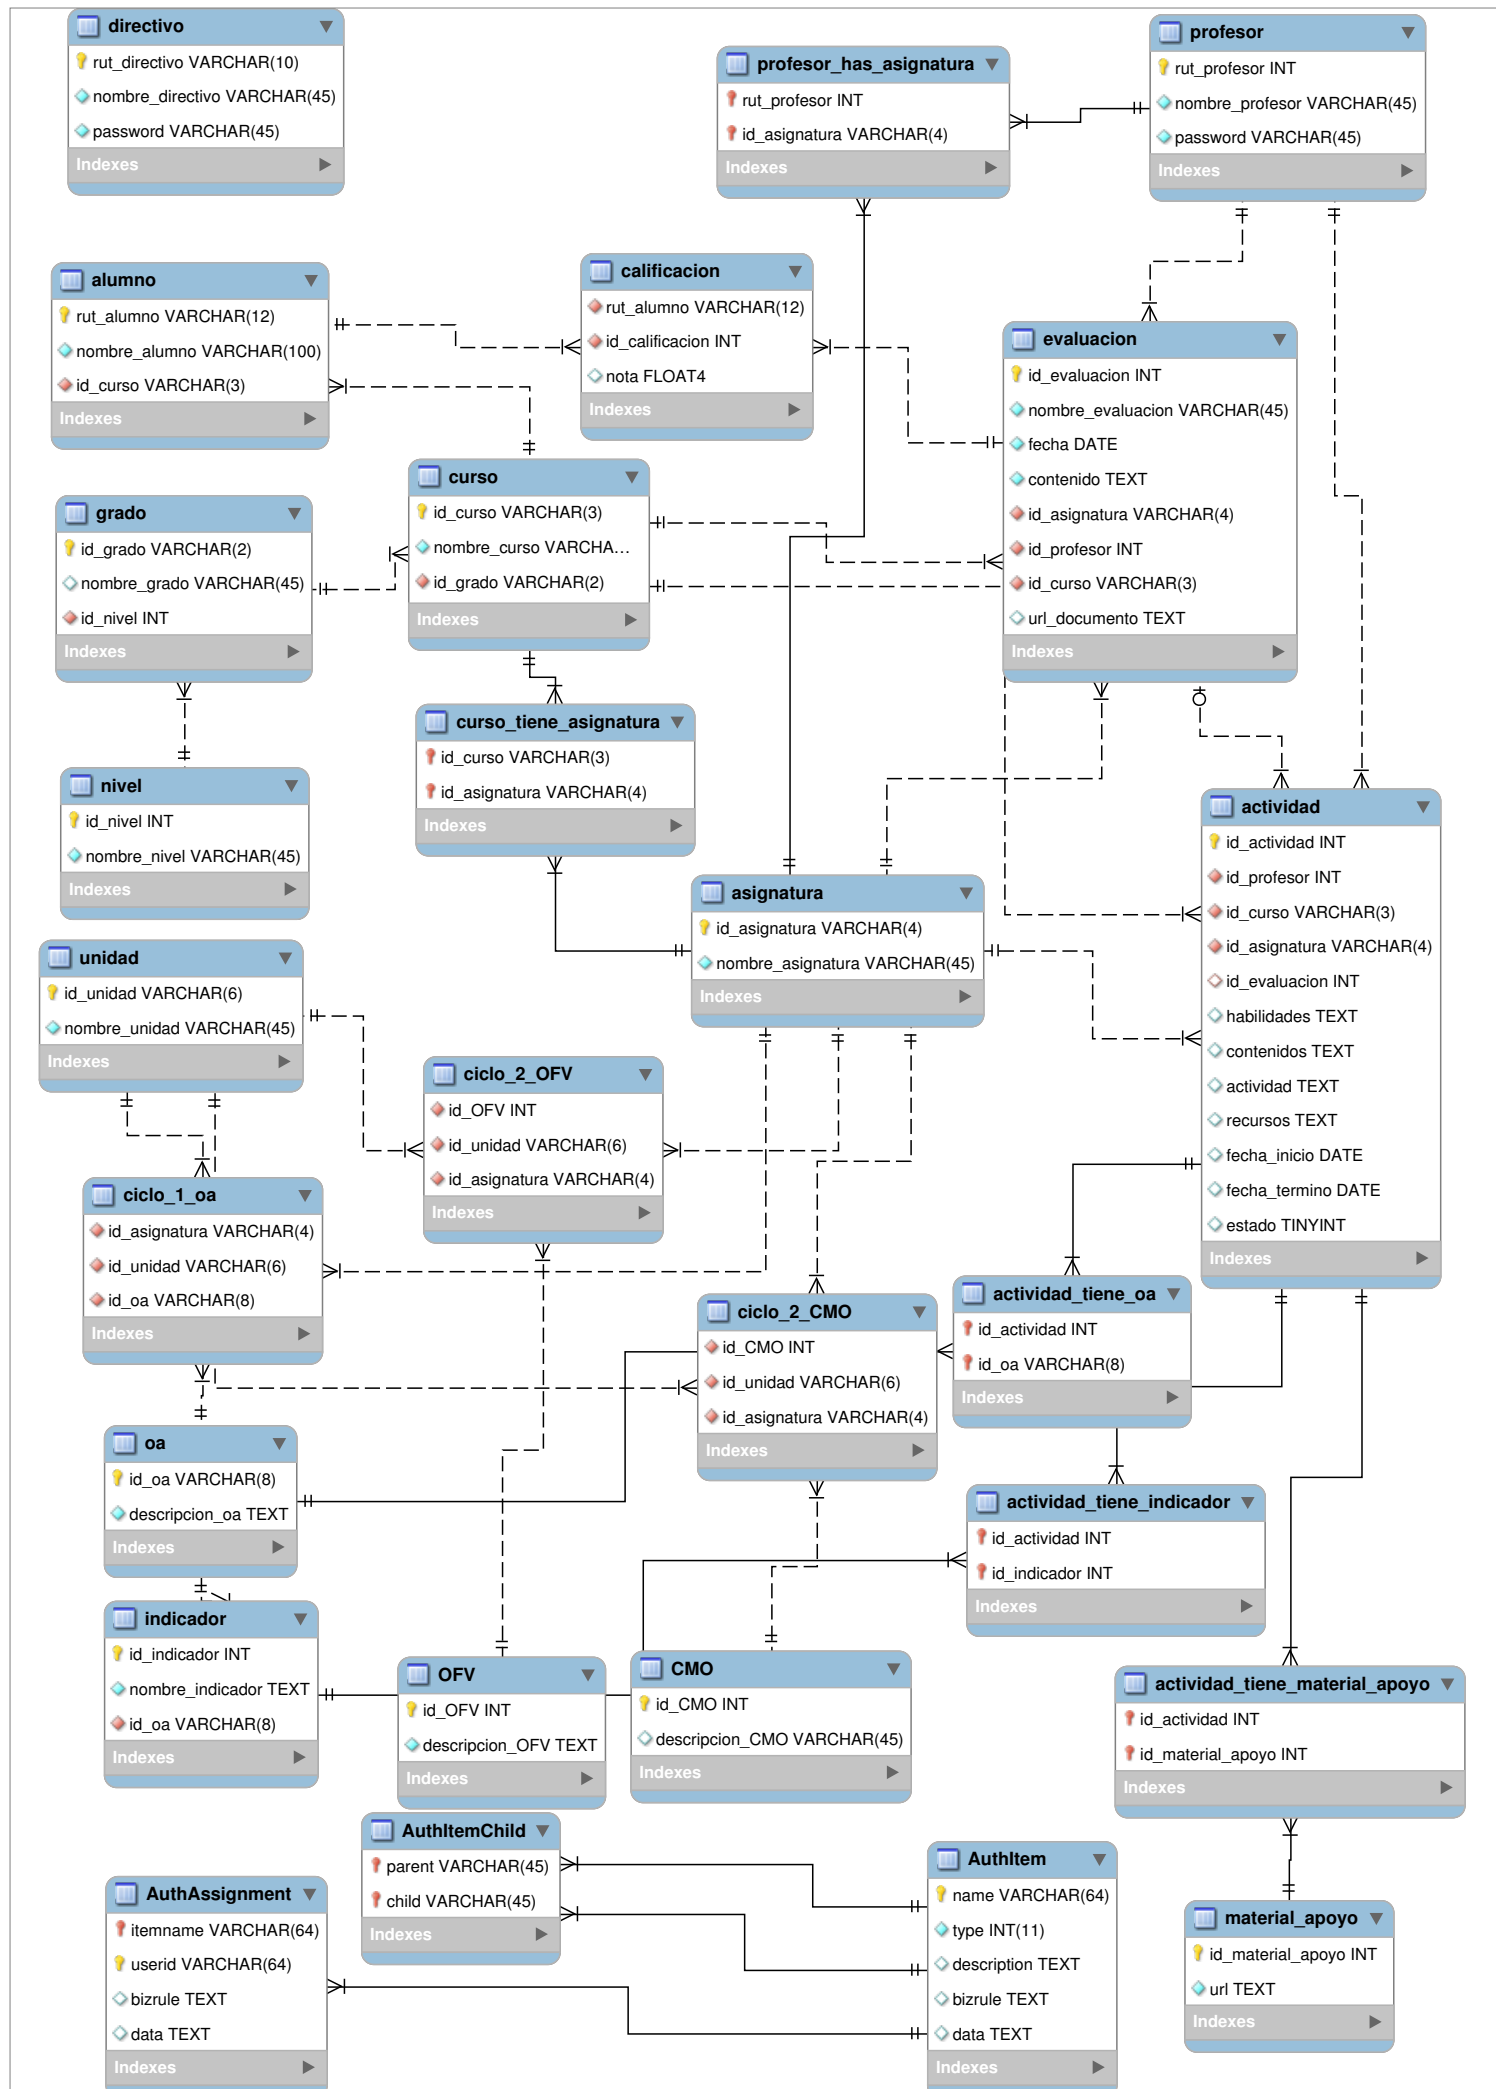 directivo
rut_directivo VARCHAR(10)
nombre_directivo VARCHAR(45)
password VARCHAR(45)
Indexes
profesor_has_asignatura
rut_profesor INT
id_asignatura VARCHAR(4)
Indexes
profesor
rut_profesor INT
nombre_profesor VARCHAR(45)
password VARCHAR(45)
Indexes
alumno
rut_alumno VARCHAR(12)
nombre_alumno VARCHAR(100)
id_curso VARCHAR(3)
Indexes
calificacion
rut_alumno VARCHAR(12)
id_calificacion INT
nota FLOAT4
Indexes
evaluacion
id_evaluacion INT
nombre_evaluacion VARCHAR(45)
fecha DATE
contenido TEXT
id_asignatura VARCHAR(4)
id_profesor INT
id_curso VARCHAR(3)
url_documento TEXT
Indexes
curso
id_curso VARCHAR(3)
nombre_curso VARCHA...
id_grado VARCHAR(2)
Indexes
grado
id_grado VARCHAR(2)
nombre_grado VARCHAR(45)
id_nivel INT
Indexes
curso_tiene_asignatura
id_curso VARCHAR(3)
id_asignatura VARCHAR(4)
Indexes
nivel
id_nivel INT
nombre_nivel VARCHAR(45)
Indexes
actividad
id_actividad INT
id_profesor INT
id_curso VARCHAR(3)
id_asignatura VARCHAR(4)
id_evaluacion INT
habilidades TEXT
contenidos TEXT
actividad TEXT
recursos TEXT
fecha_inicio DATE
fecha_termino DATE
estado TINYINT
Indexes
asignatura
id_asignatura VARCHAR(4)
nombre_asignatura VARCHAR(45)
Indexes
unidad
id_unidad VARCHAR(6)
nombre_unidad VARCHAR(45)
Indexes
ciclo_2_OFV
id_OFV INT
id_unidad VARCHAR(6)
id_asignatura VARCHAR(4)
Indexes
ciclo_1_oa
id_asignatura VARCHAR(4)
id_unidad VARCHAR(6)
id_oa VARCHAR(8)
Indexes
ciclo_2_CMO
id_CMO INT
id_unidad VARCHAR(6)
id_asignatura VARCHAR(4)
Indexes
actividad_tiene_oa
id_actividad INT
id_oa VARCHAR(8)
Indexes
oa
id_oa VARCHAR(8)
descripcion_oa TEXT
Indexes
actividad_tiene_indicador
id_actividad INT
id_indicador INT
Indexes
indicador
id_indicador INT
nombre_indicador TEXT
id_oa VARCHAR(8)
Indexes
OFV
id_OFV INT
descripcion_OFV TEXT
Indexes
CMO
id_CMO INT
descripcion_CMO VARCHAR(45)
Indexes
actividad_tiene_material_apoyo
id_actividad INT
id_material_apoyo INT
Indexes
AuthItemChild
parent VARCHAR(45)
child VARCHAR(45)
Indexes
AuthItem
name VARCHAR(64)
type INT(11)
description TEXT
bizrule TEXT
data TEXT
Indexes
AuthAssignment
itemname VARCHAR(64)
userid VARCHAR(64)
bizrule TEXT
data TEXT
Indexes
material_apoyo
id_material_apoyo INT
url TEXT
Indexes